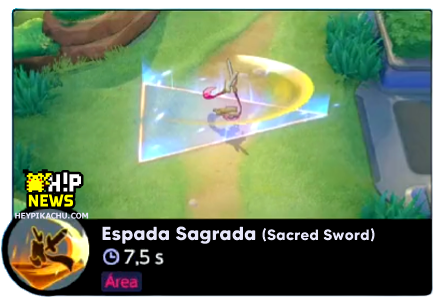 H!P
NEWS
HEYPIKACHU.COM
Espada Sagrada (Sacred Sword)
7.5 s
Área